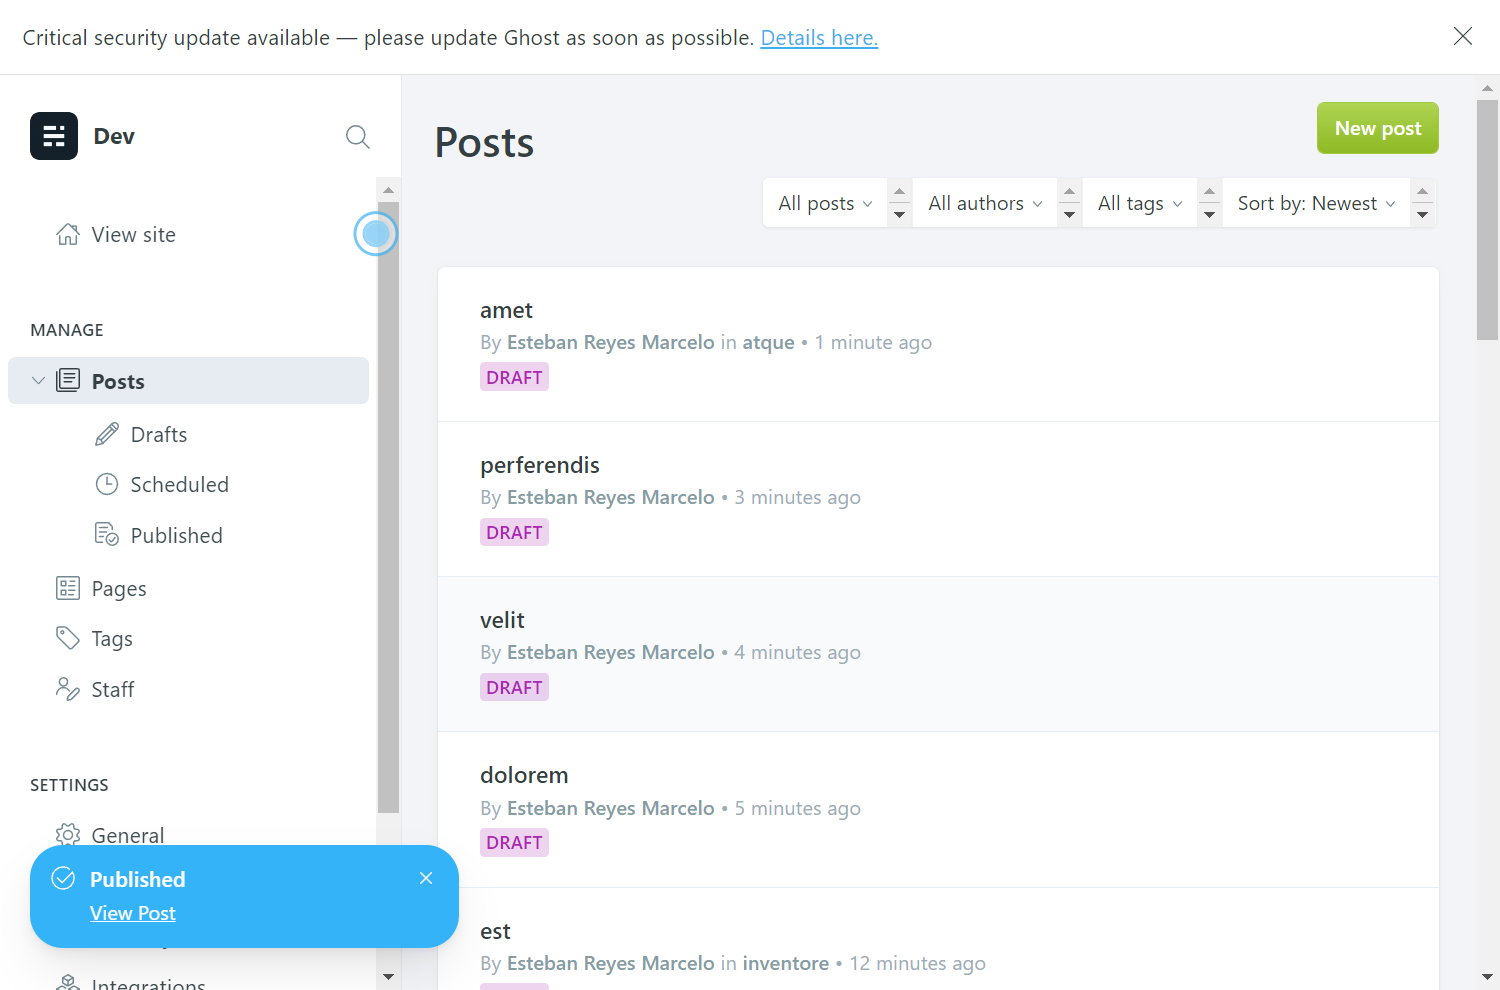 Critical security update available — please update Ghost as soon as possible. Details here.
Dev
View site
MANAGE
Posts
Drafts
Scheduled
Published
Pages
Tags
Staff
SETTINGS
General
Integrations
Published
View Post
Posts
New post
All posts
All authors
All tags
Sort by: Newest
amet
By Esteban Reyes Marcelo in atque • 1 minute ago
DRAFT
perferendis
By Esteban Reyes Marcelo • 3 minutes ago
DRAFT
velit
By Esteban Reyes Marcelo • 4 minutes ago
DRAFT
dolorem
By Esteban Reyes Marcelo • 5 minutes ago
DRAFT
est
By Esteban Reyes Marcelo in inventore • 12 minutes ago